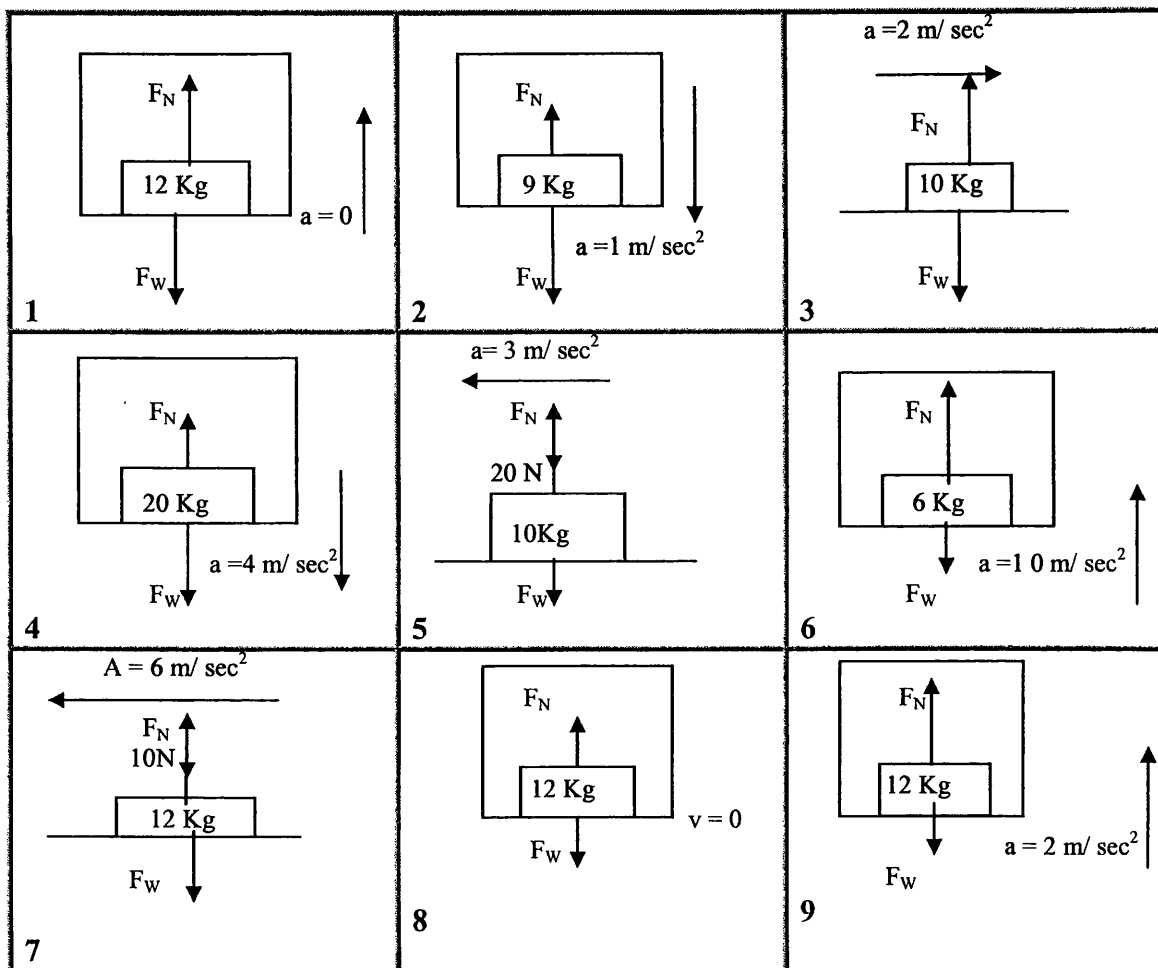 a = 0
F_N
12 Kg
F_W
1
F_N
9 Kg
a =1 m/ sec²
F_W
2
a =2 m/ sec²
F_N
10 Kg
F_W
3
F_N
20 Kg
a =4 m/ sec²
F_W
4
a= 3 m/ sec²
F_N
20 N
10Kg
F_W
5
F_N
6 Kg
a =1 0 m/ sec²
F_W
6
A = 6 m/ sec²
F_N
10N
12 Kg
F_W
7
F_N
12 Kg
v = 0
F_W
8
F_N
12 Kg
a = 2 m/ sec²
F_W
9